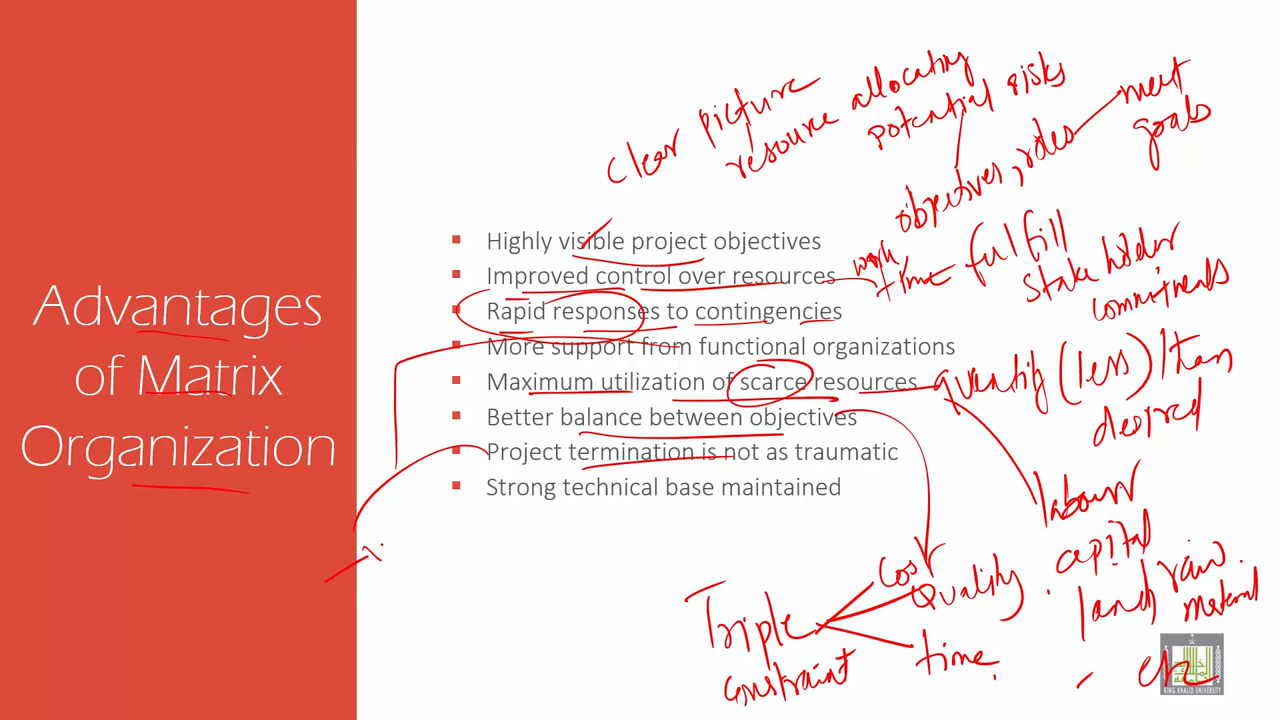 Advantages
of Matrix
Organization
Highly visible project objectives
Improved control over resources
Rapid responses to contingencies
More support from functional organizations
Maximum utilization of scarce resources
Better balance between objectives
Project termination is not as traumatic
Strong technical base maintained
clear picture
resource allocating
potential risks
objectives, roles
meet
goals
work
time
fulfill
stake holder
commitments
quantity (less) than
desired
labour
capital
land, raw
material
Triple
constraint
Cost
Quality
time
KING KHALID UNIVERSITY